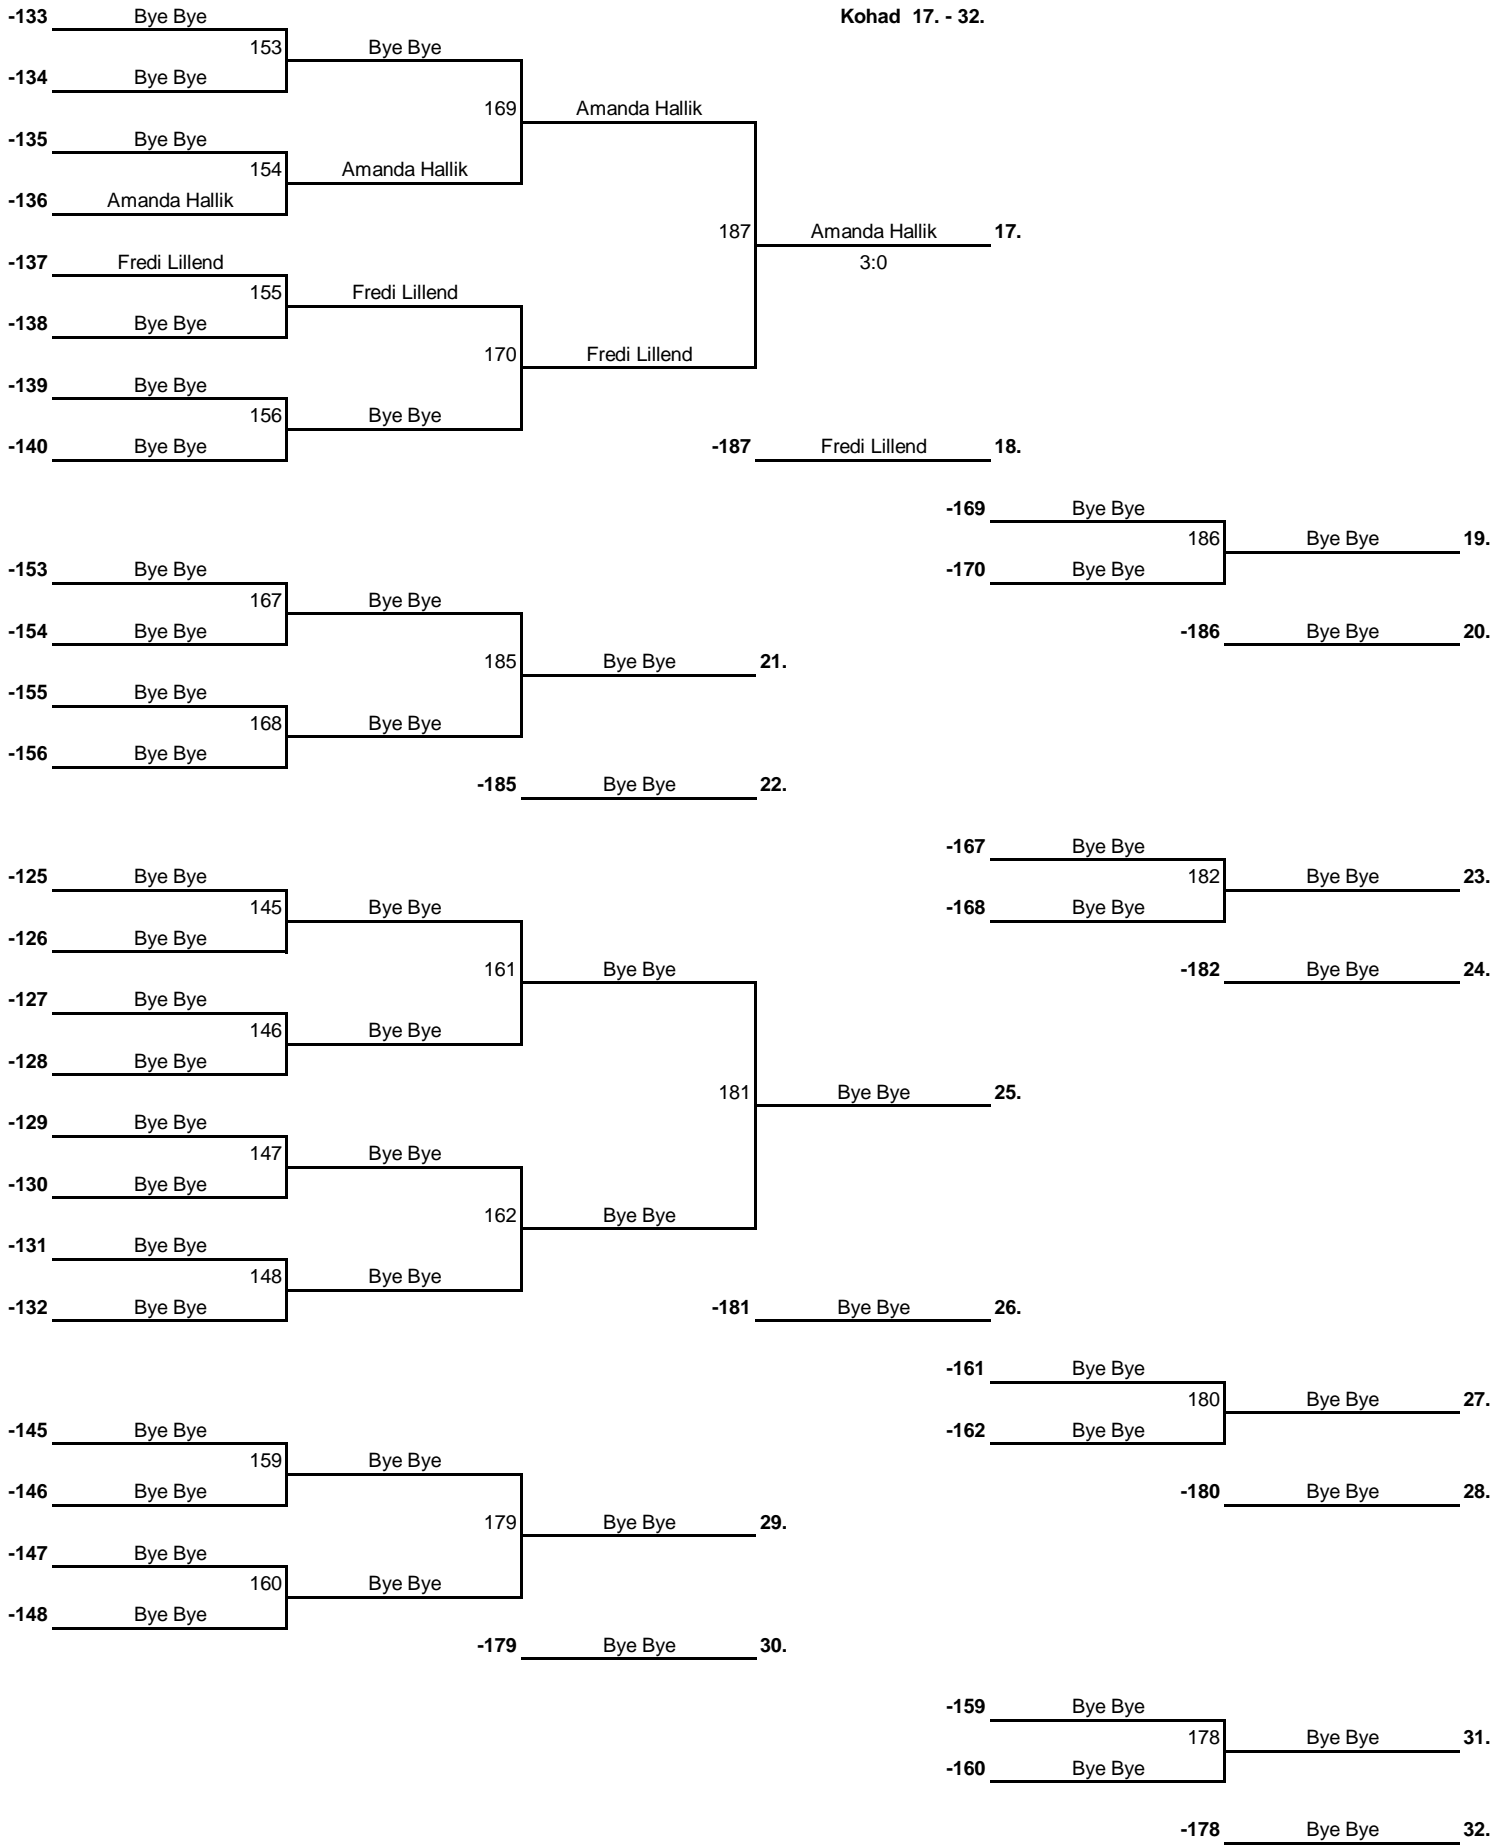 -133 Bye Bye Kohad 17. - 32.
153 Bye Bye
-134 Bye Bye
169 Amanda Hallik
-135 Bye Bye
154 Amanda Hallik
-136 Amanda Hallik
187 Amanda Hallik 17.
-137 Fredi Lillend 3:0
155 Fredi Lillend
-138 Bye Bye
170 Fredi Lillend
-139 Bye Bye
156 Bye Bye
-140 Bye Bye -187 Fredi Lillend 18.
-169 Bye Bye
186 Bye Bye 19.
-153 Bye Bye -170 Bye Bye
167 Bye Bye
-154 Bye Bye -186 Bye Bye 20.
185 Bye Bye 21.
-155 Bye Bye
168 Bye Bye
-156 Bye Bye
-185 Bye Bye 22.
-167 Bye Bye
-125 Bye Bye 182 Bye Bye 23.
145 Bye Bye -168 Bye Bye
-126 Bye Bye
161 Bye Bye -182 Bye Bye 24.
-127 Bye Bye
146 Bye Bye
-128 Bye Bye
181 Bye Bye 25.
-129 Bye Bye
147 Bye Bye
-130 Bye Bye
162 Bye Bye
-131 Bye Bye
148 Bye Bye
-132 Bye Bye -181 Bye Bye 26.
-161 Bye Bye
180 Bye Bye 27.
-145 Bye Bye -162 Bye Bye
159 Bye Bye
-146 Bye Bye -180 Bye Bye 28.
179 Bye Bye 29.
-147 Bye Bye
160 Bye Bye
-148 Bye Bye
-179 Bye Bye 30.
-159 Bye Bye
178 Bye Bye 31.
-160 Bye Bye
-178 Bye Bye 32.